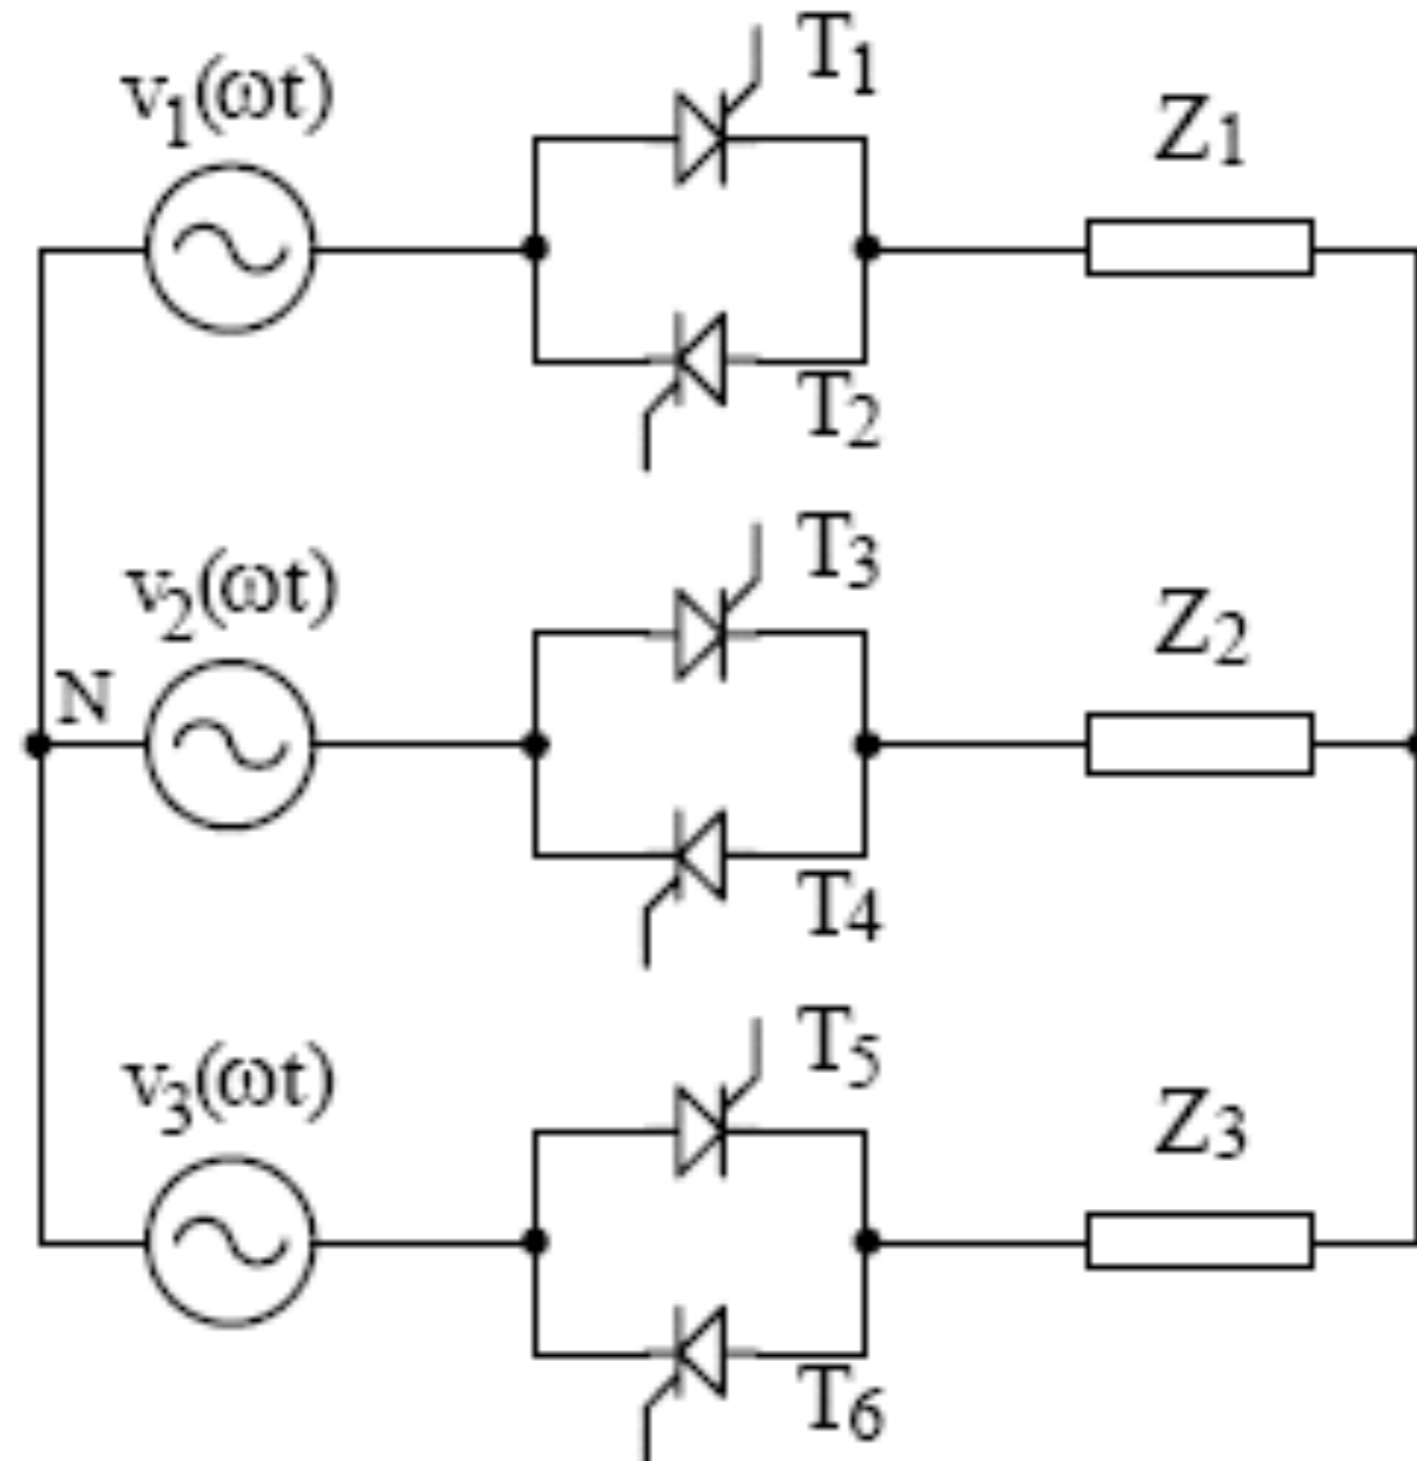 T₁
v₁(ωt)
Z₁
T₂
T₃
v₂(ωt)
Z₂
N
T₄
T₅
v₃(ωt)
Z₃
T₆